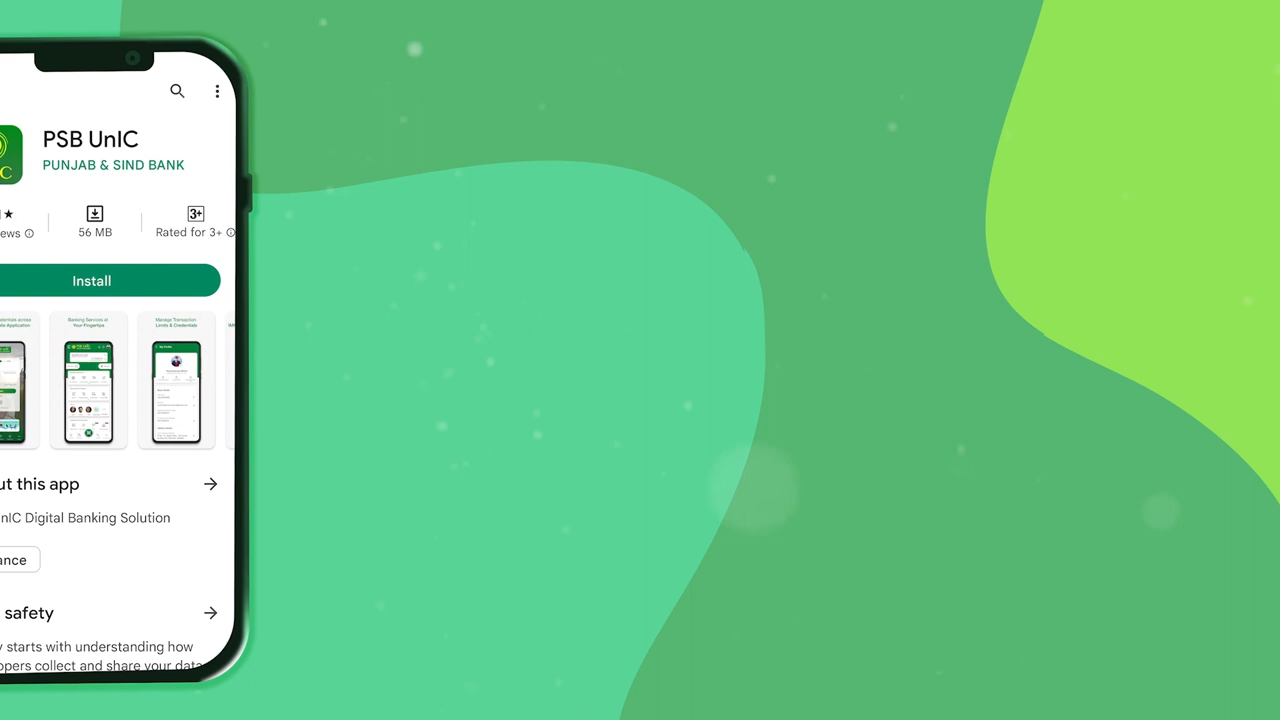 PSB UnIC
PUNJAB & SIND BANK
C
ews
56 MB
3+
Rated for 3+
Install
Banking Services at
Your Fingertips
Manage Transaction
Limits & Credentials
ut this app
nIC Digital Banking Solution
ance
safety
y starts with understanding how
opers collect and share your data